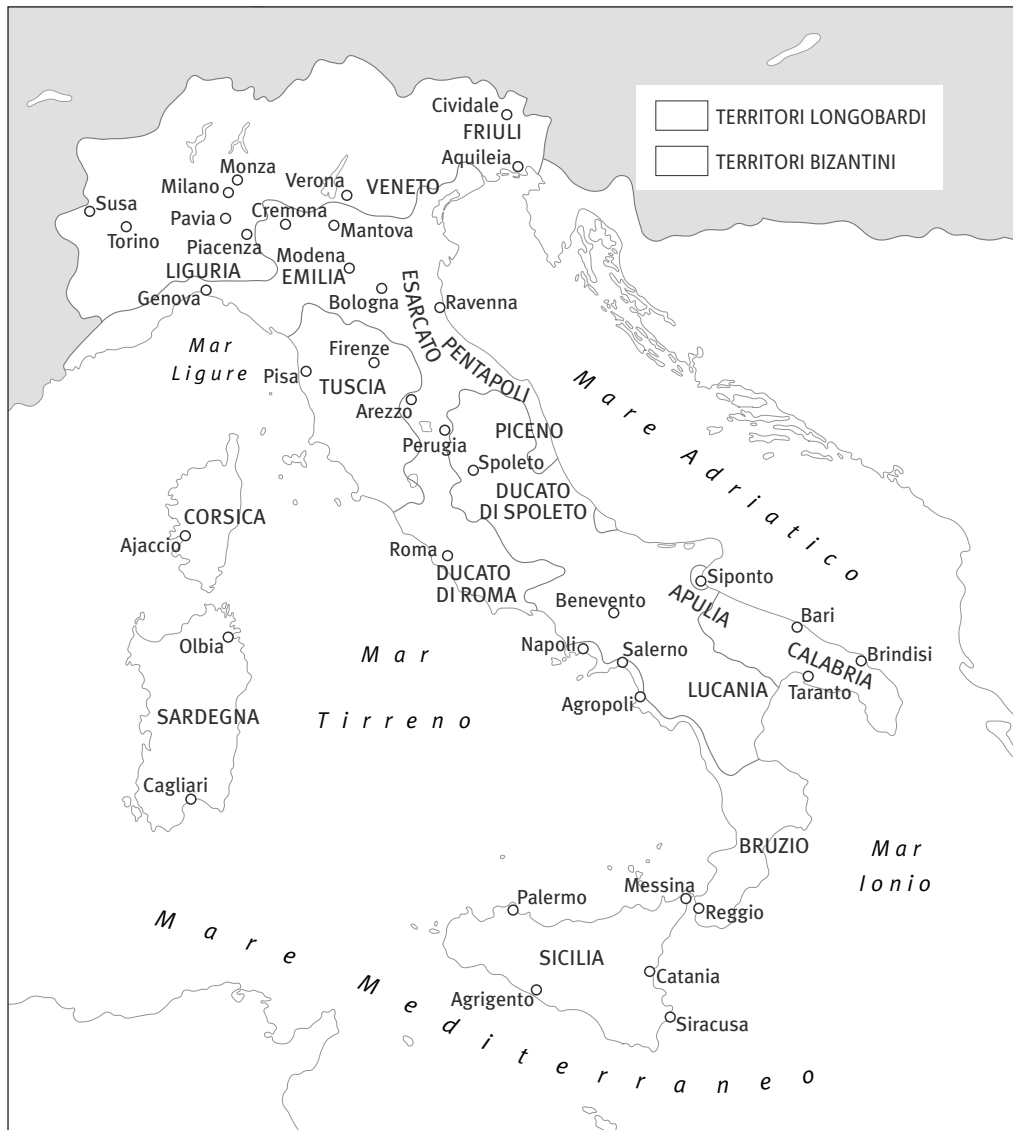 Cividale
FRIULI
Aquileia
TERRITORI LONGOBARDI
TERRITORI BIZANTINI
Monza
Milano
Verona
VENETO
Susa
Pavia
Cremona
Torino
Piacenza
Mantova
Modena
LIGURIA
EMILIA
Genova
Bologna
ESARCATO
Ravenna
PENTAPOLI
Mar
Ligure
Firenze
Pisa
TUSCIA
Arezzo
Perugia
PICENO
Spoleto
DUCATO
DI SPOLETO
Mare Adriatico
CORSICA
Ajaccio
Roma
DUCATO
DI ROMA
Siponto
APULIA
Benevento
Bari
Olbia
Napoli
Salerno
CALABRIA
Brindisi
Taranto
LUCANIA
Agropoli
Mar
Tirreno
SARDEGNA
Cagliari
BRUZIO
Mar
Ionio
Messina
Reggio
Palermo
SICILIA
Catania
Agrigento
Siracusa
Mare Mediterraneo